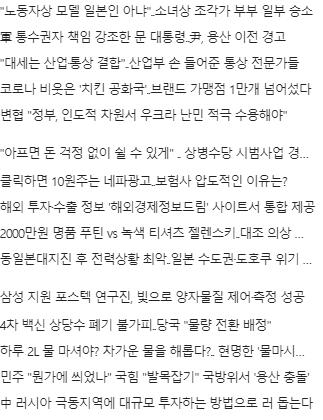 "노동자상 모델 일본인 아냐"..소녀상 조각가 부부 일부 승소
軍 통수권자 책임 강조한 문 대통령..尹, 용산 이전 경고
"대세는 산업·통상 결합"..산업부 손 들어준 통상 전문가들
코로나 비웃은 '치킨 공화국'..브랜드 가맹점 1만개 넘어섰다
변협 "정부, 인도적 차원서 우크라 난민 적극 수용해야"
"아프면 돈 걱정 없이 쉴 수 있게" .. 상병수당 시범사업 경...
클릭하면 10원주는 네파광고..보험사 압도적인 이유는?
해외 투자·수출 정보 '해외경제정보드림' 사이트서 통합 제공
2000만원 명품 푸틴 vs 녹색 티셔츠 젤렌스키..대조 의상 ...
동일본대지진 후 전력상황 최악..일본 수도권·도호쿠 위기 ...
삼성 지원 포스텍 연구진, 빛으로 양자물질 제어·측정 성공
4차 백신 상당수 폐기 불가피..당국 "물량 전환 배정"
하루 2L 물 마셔야? 차가운 물을 해롭다?.. 현명한 '물마시...
민주 "뭔가에 씌었나" 국힘 "발목잡기" 국방위서 '용산 충돌'
中 러시아 극동지역에 대규모 투자하는 방법으로 러 돕는다